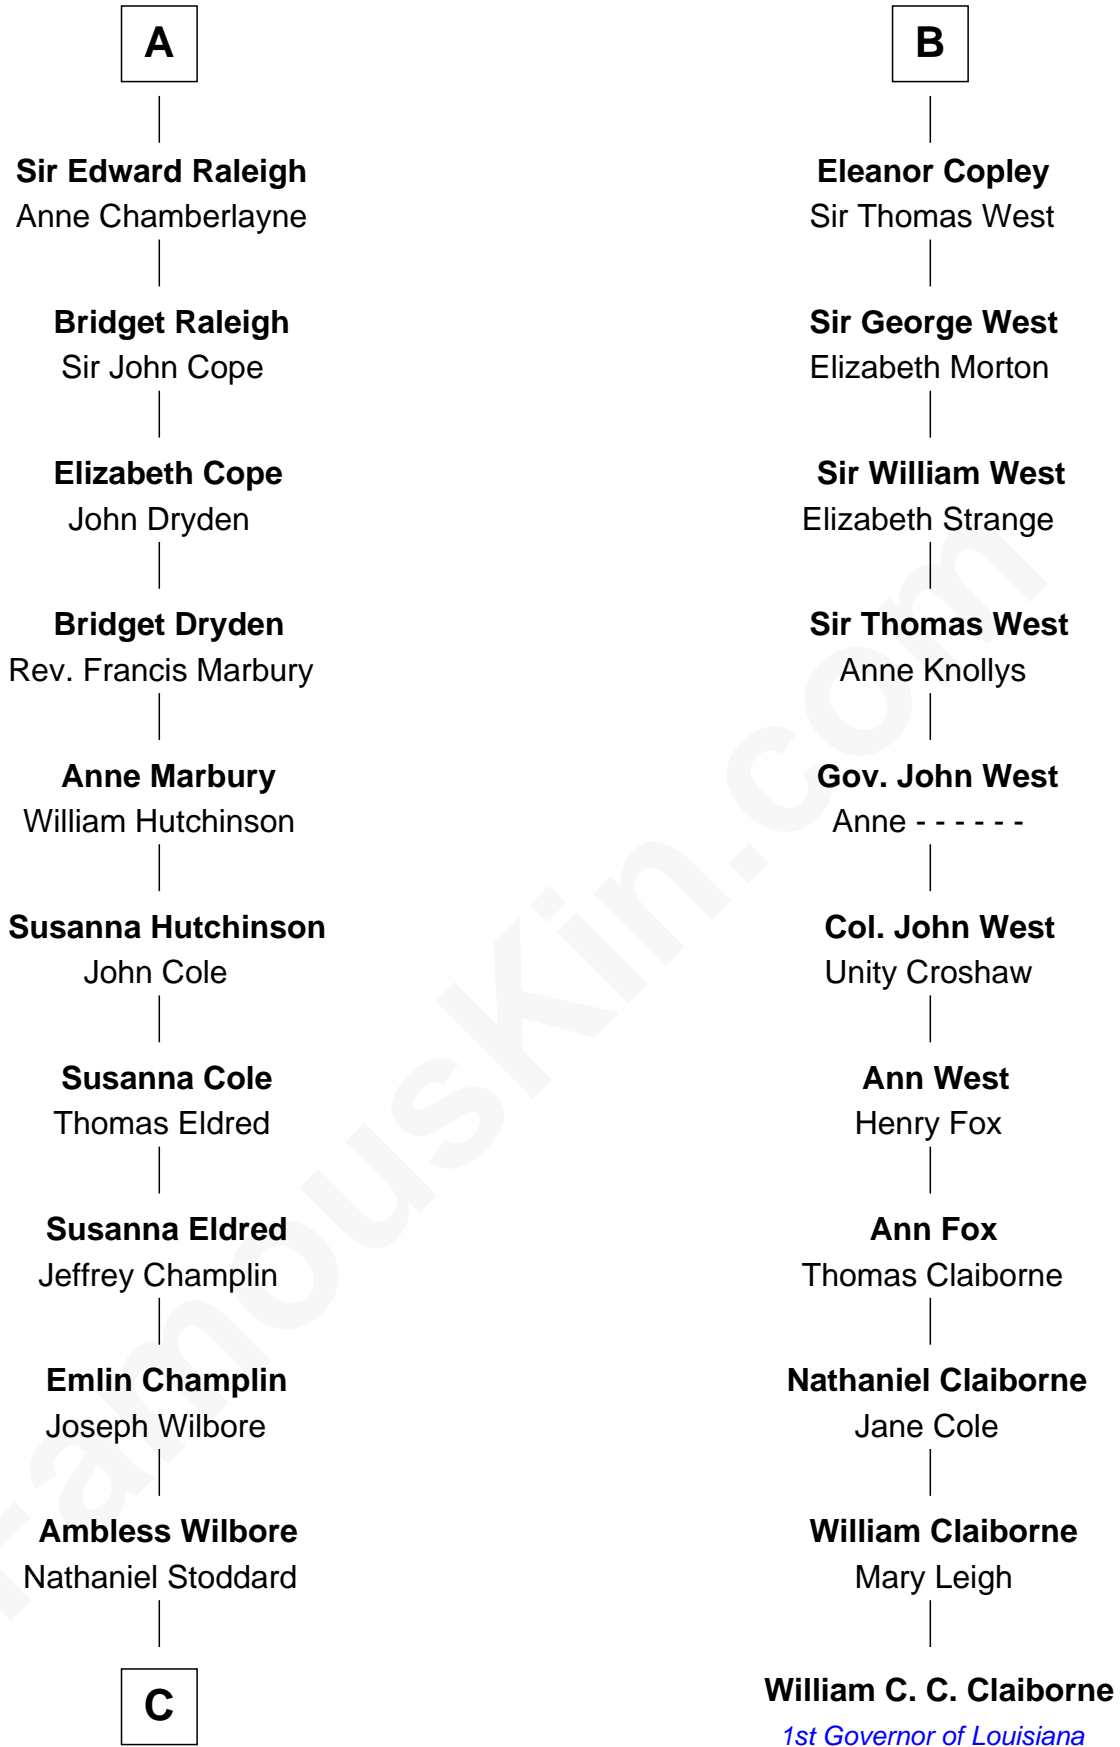 A
Sir Edward Raleigh
Anne Chamberlayne
Bridget Raleigh
Sir John Cope
Elizabeth Cope
John Dryden
Bridget Dryden
Rev. Francis Marbury
Anne Marbury
William Hutchinson
Susanna Hutchinson
John Cole
Susanna Cole
Thomas Eldred
Susanna Eldred
Jeffrey Champlin
Emlin Champlin
Joseph Wilbore
Ambless Wilbore
Nathaniel Stoddard
C
B
Eleanor Copley
Sir Thomas West
Sir George West
Elizabeth Morton
Sir William West
Elizabeth Strange
Sir Thomas West
Anne Knollys
Gov. John West
Anne - - - - - -
Col. John West
Unity Croshaw
Ann West
Henry Fox
Ann Fox
Thomas Claiborne
Nathaniel Claiborne
Jane Cole
William Claiborne
Mary Leigh
William C. C. Claiborne
1st Governor of Louisiana
FamousKin.com